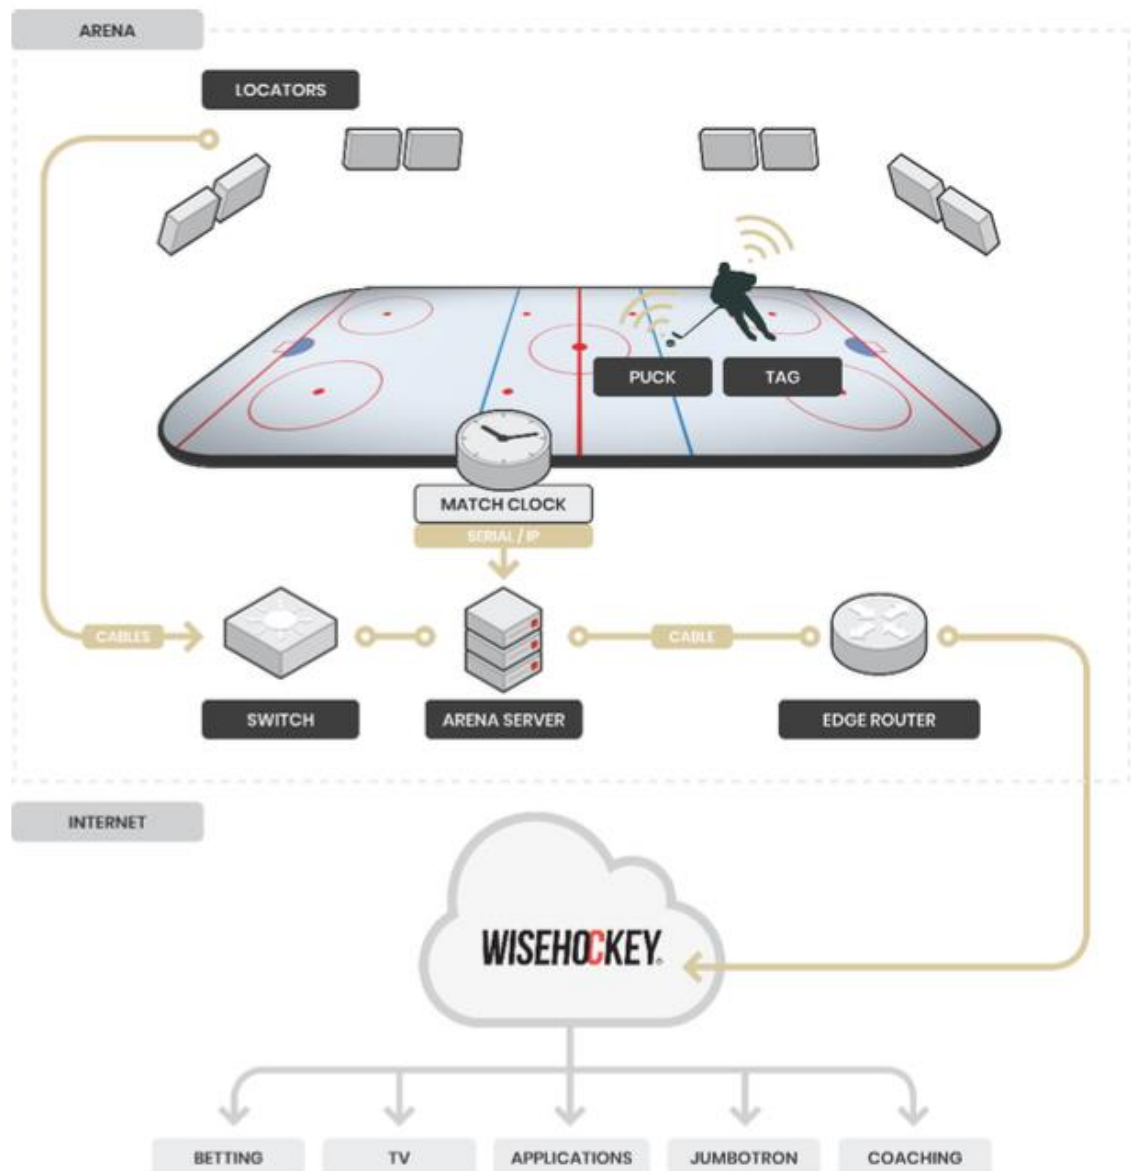 ARENA
LOCATORS
PUCK
TAG
MATCH CLOCK
SERIAL / IP
CABLES
CABLE
SWITCH
ARENA SERVER
EDGE ROUTER
INTERNET
WISEHOCKEY®
BETTING
TV
APPLICATIONS
JUMBOTRON
COACHING